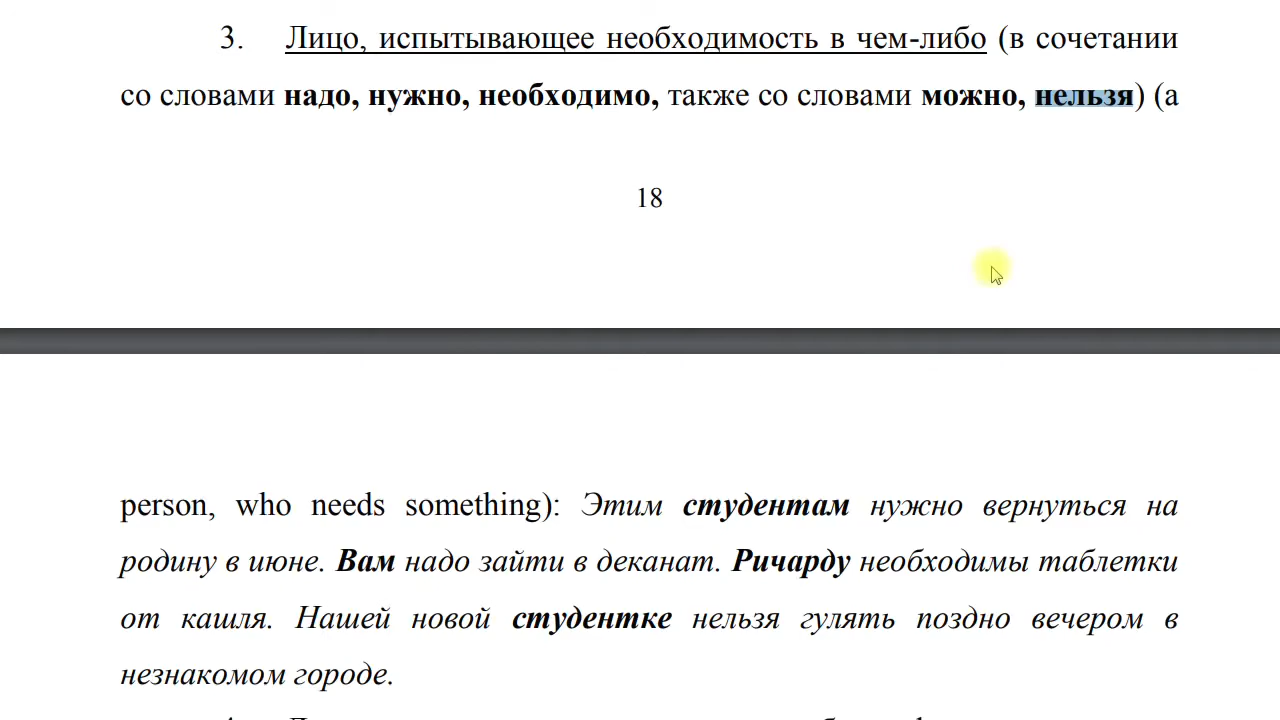 3. Лицо, испытывающее необходимость в чем-либо (в сочетании
со словами надо, нужно, необходимо, также со словами можно, нельзя) (а
18
person, who needs something): Этим студентам нужно вернуться на
родину в июне. Вам надо зайти в деканат. Ричарду необходимы таблетки
от кашля. Нашей новой студентке нельзя гулять поздно вечером в
незнакомом городе.